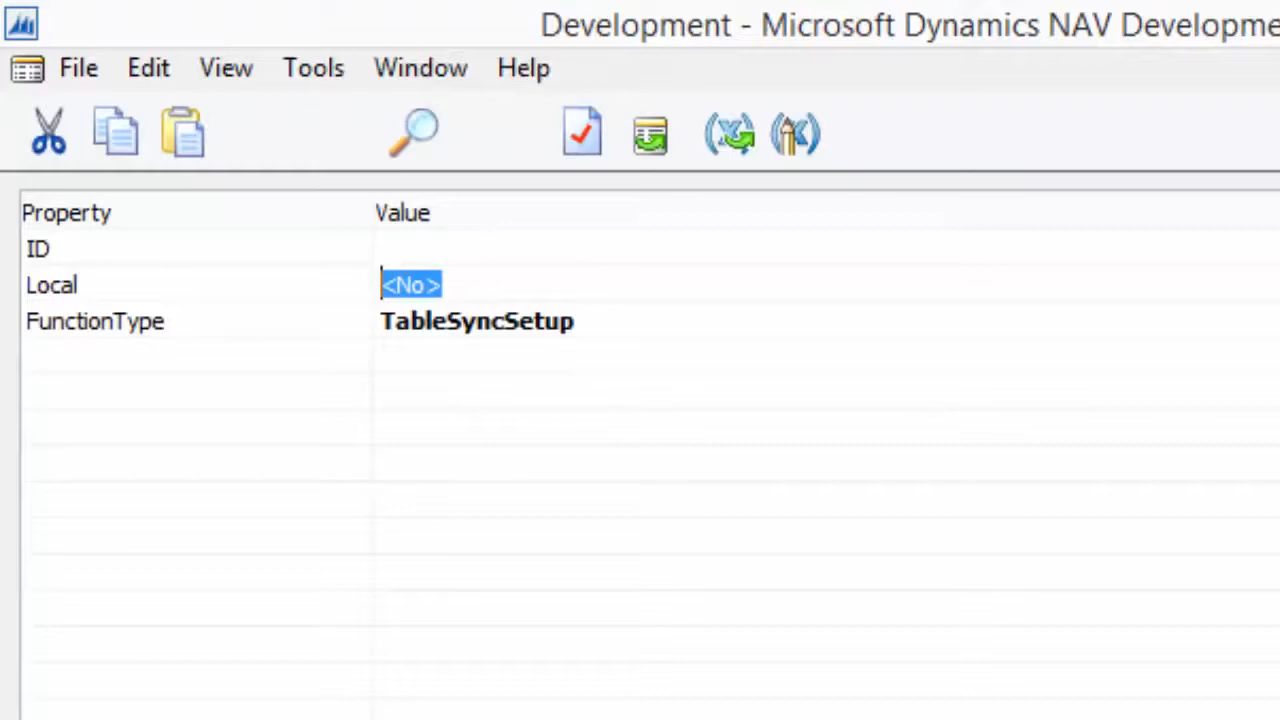 Development - Microsoft Dynamics NAV Developme
File Edit View Tools Window Help
Property Value
ID
Local <No>
FunctionType TableSyncSetup